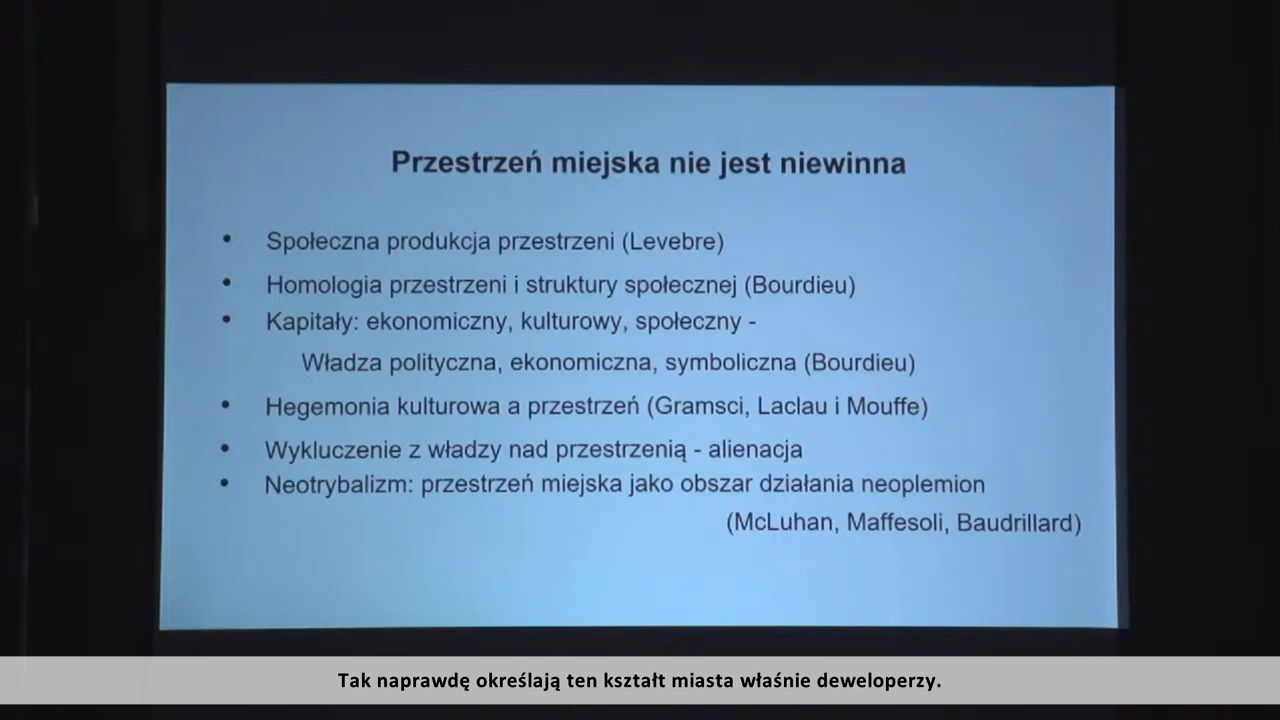 Przestrzeń miejska nie jest niewinna
• Społeczna produkcja przestrzeni (Levebre)
• Homologia przestrzeni i struktury społecznej (Bourdieu)
• Kapitały: ekonomiczny, kulturowy, społeczny -
Władza polityczna, ekonomiczna, symboliczna (Bourdieu)
• Hegemonia kulturowa a przestrzeń (Gramsci, Laclau i Mouffe)
• Wykluczenie z władzy nad przestrzenią - alienacja
• Neotrybalizm: przestrzeń miejska jako obszar działania neoplemion
(McLuhan, Maffesoli, Baudrillard)
Tak naprawdę określają ten kształt miasta właśnie deweloperzy.